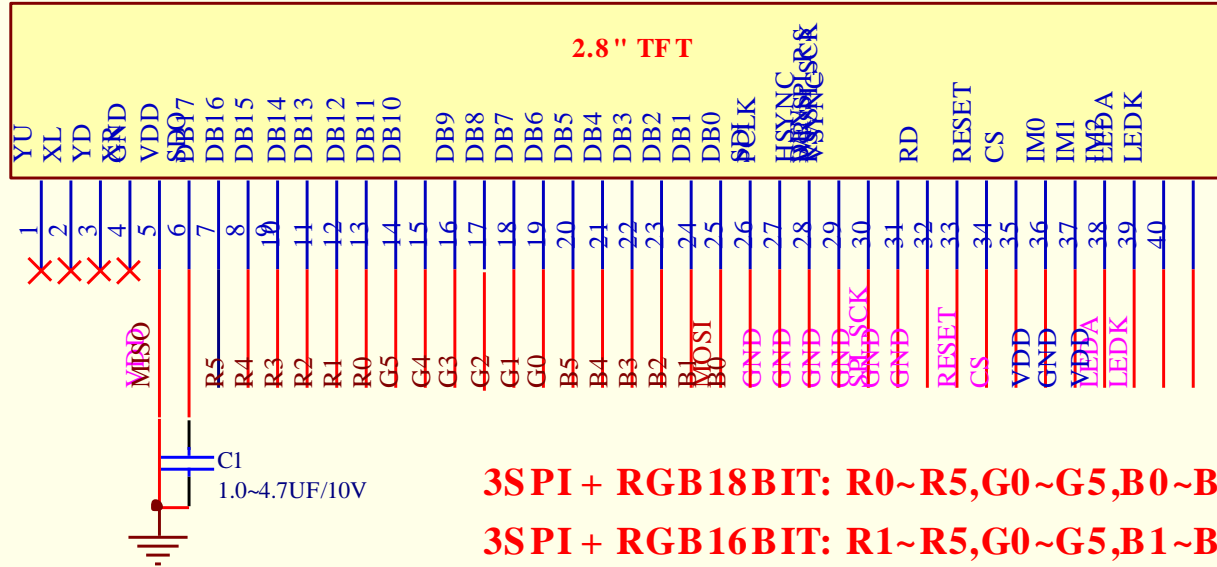 2.8" TFT
YU XL YD GND VDD SDO DB17 DB16 DB15 DB14 DB13 DB12 DB11 DB10 DB9 DB8 DB7 DB6 DB5 DB4 DB3 DB2 DB1 DB0 SDI PCLK HSYNC RD RESET CS IM0 IM1 IM2 LEDA LEDK
1 2 3 4 5 6 7 8 9 10 11 12 13 14 15 16 17 18 19 20 21 22 23 24 25 26 27 28 29 30 31 32 33 34 35 36 37 38 39 40
VDD MISO R5 R4 R3 R2 R1 R0 G5 G4 G3 G2 G1 G0 B5 B4 B3 B2 B1 MOSI B0 GND GND GND GND SPI_SCK GND GND RESET CS VDD GND VDD LEDA LEDK
C1
1.0~4.7UF/10V
3SPI + RGB18BIT: R0~R5,G0~G5,B0~B
3SPI + RGB16BIT: R1~R5,G0~G5,B1~B